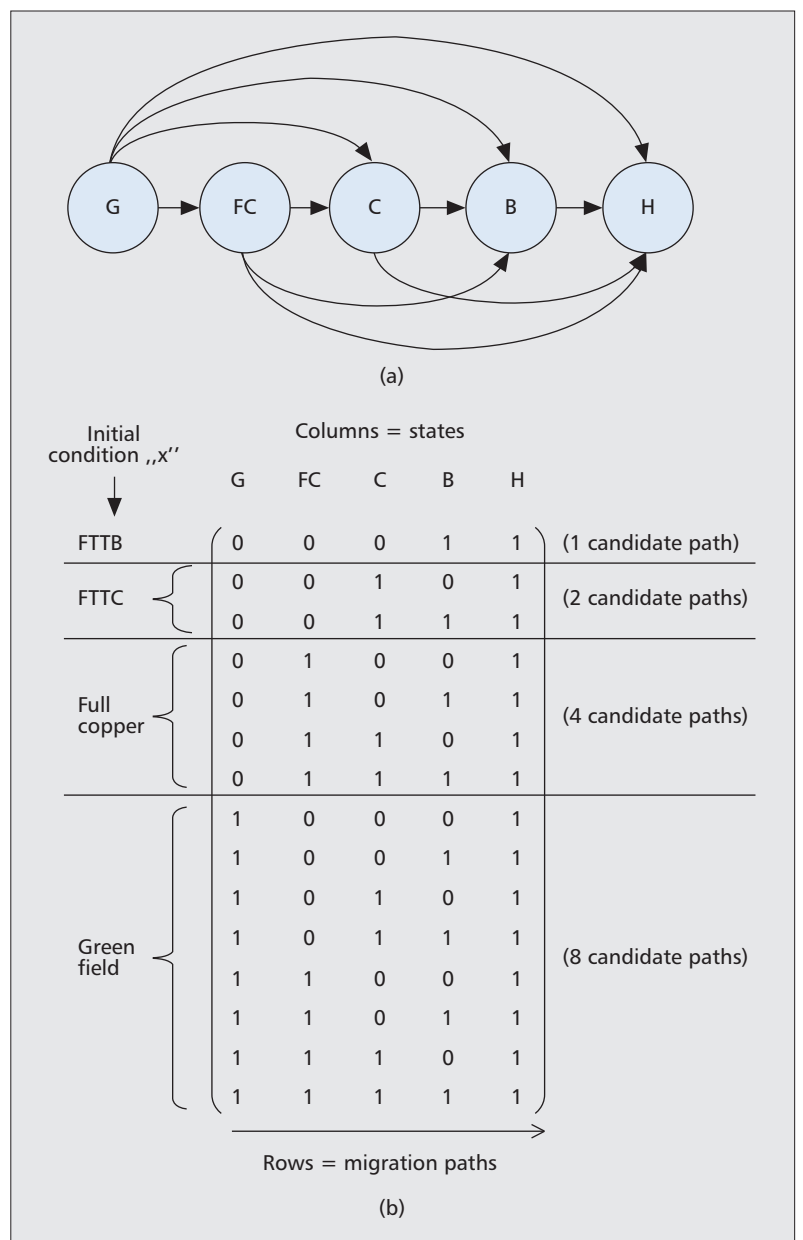 G FC C B H
(a)
Initial
condition ,,x’’
Columns = states
G FC C B H
FTTB 0 0 0 1 1 (1 candidate path)
0 0 1 0 1
FTTC (2 candidate paths)
0 0 1 1 1
0 1 0 0 1
0 1 0 1 1
Full
copper
(4 candidate paths)
0 1 1 0 1
0 1 1 1 1
1 0 0 0 1
1 0 0 1 1
1 0 1 0 1
1 0 1 1 1
Green
field
(8 candidate paths)
1 1 0 0 1
1 1 0 1 1
1 1 1 0 1
1 1 1 1 1
Rows = migration paths
(b)